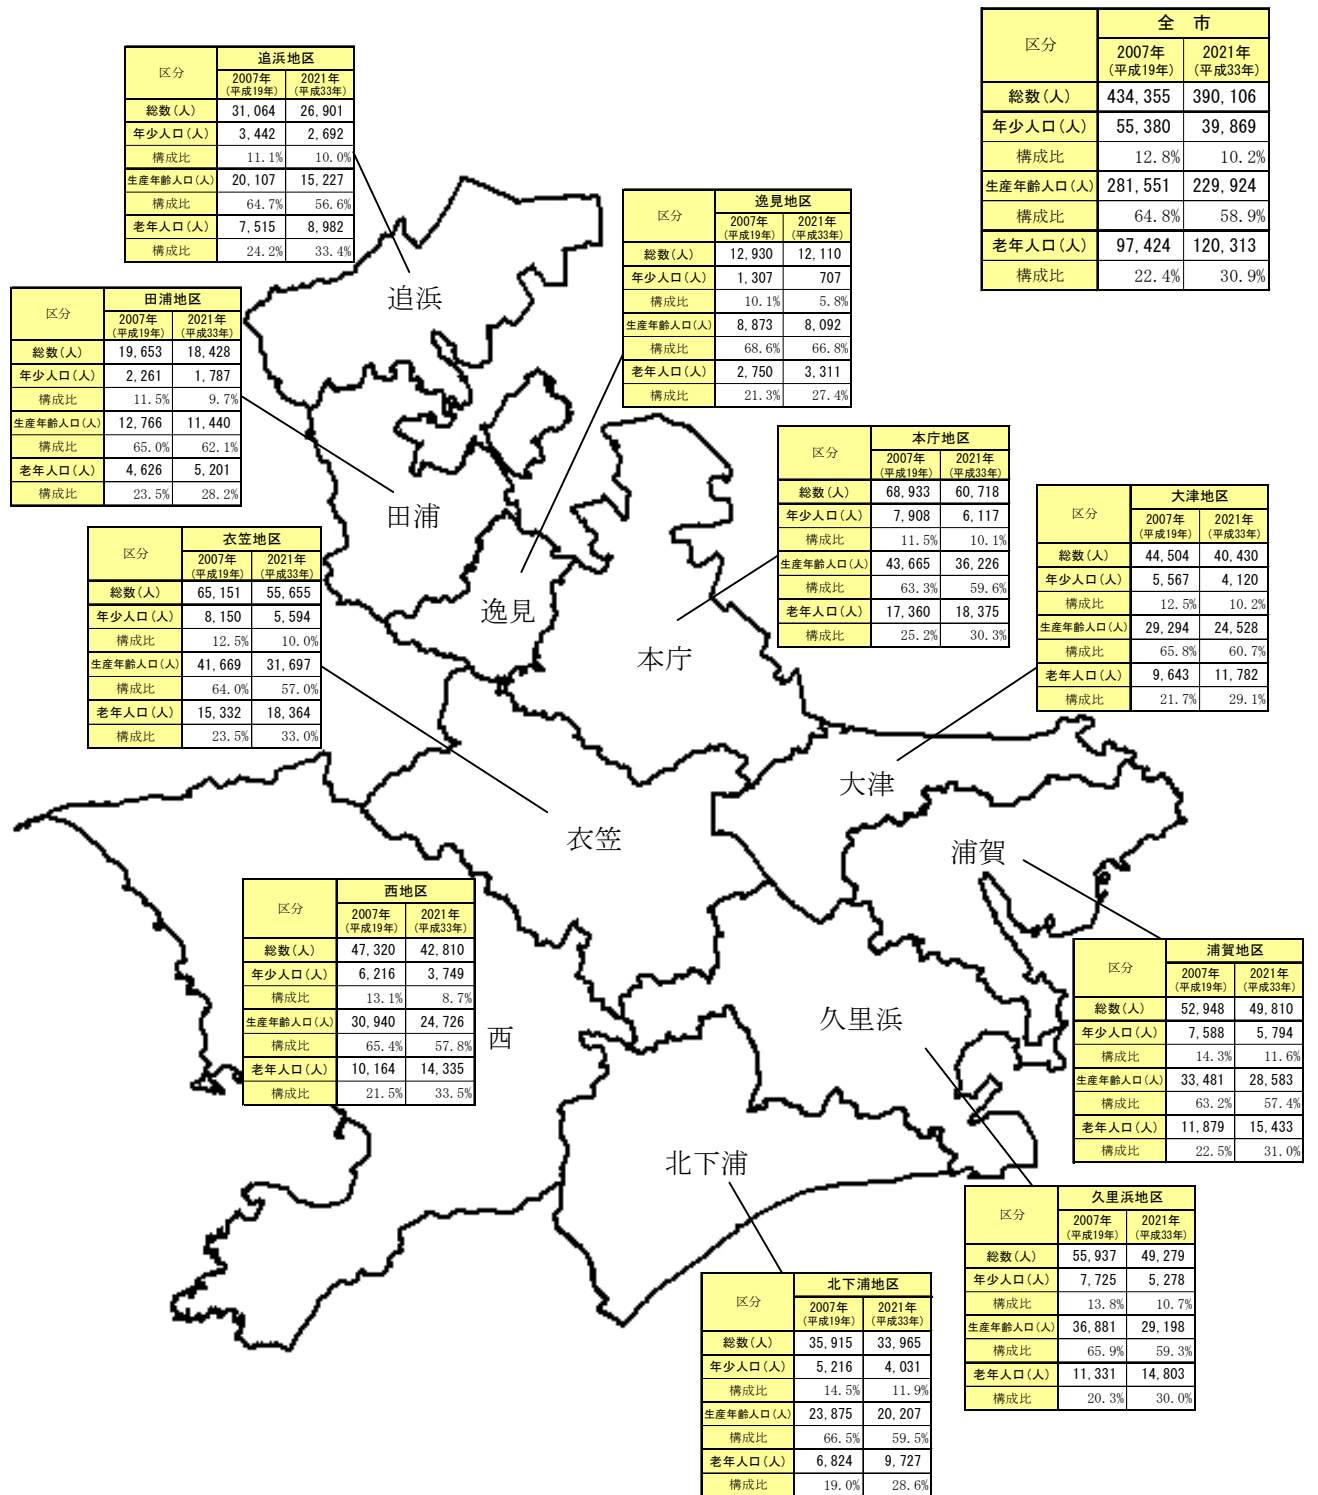 区分 全　市
2007年 2021年
(平成19年) (平成33年)
総数(人) 434,355 390,106
年少人口(人) 55,380 39,869
構成比 12.8% 10.2%
生産年齢人口(人) 281,551 229,924
構成比 64.8% 58.9%
老年人口(人) 97,424 120,313
構成比 22.4% 30.9%
区分 追浜地区
2007年 2021年
(平成19年) (平成33年)
総数(人) 31,064 26,901
年少人口(人) 3,442 2,692
構成比 11.1% 10.0%
生産年齢人口(人) 20,107 15,227
構成比 64.7% 56.6%
老年人口(人) 7,515 8,982
構成比 24.2% 33.4%
区分 逸見地区
2007年 2021年
(平成19年) (平成33年)
総数(人) 12,930 12,110
年少人口(人) 1,307 707
構成比 10.1% 5.8%
生産年齢人口(人) 8,873 8,092
構成比 68.6% 66.8%
老年人口(人) 2,750 3,311
構成比 21.3% 27.4%
区分 田浦地区
2007年 2021年
(平成19年) (平成33年)
総数(人) 19,653 18,428
年少人口(人) 2,261 1,787
構成比 11.5% 9.7%
生産年齢人口(人) 12,766 11,440
構成比 65.0% 62.1%
老年人口(人) 4,626 5,201
構成比 23.5% 28.2%
区分 本庁地区
2007年 2021年
(平成19年) (平成33年)
総数(人) 68,933 60,718
年少人口(人) 7,908 6,117
構成比 11.5% 10.1%
生産年齢人口(人) 43,665 36,226
構成比 63.3% 59.6%
老年人口(人) 17,360 18,375
構成比 25.2% 30.3%
区分 大津地区
2007年 2021年
(平成19年) (平成33年)
総数(人) 44,504 40,430
年少人口(人) 5,567 4,120
構成比 12.5% 10.2%
生産年齢人口(人) 29,294 24,528
構成比 65.8% 60.7%
老年人口(人) 9,643 11,782
構成比 21.7% 29.1%
区分 衣笠地区
2007年 2021年
(平成19年) (平成33年)
総数(人) 65,151 55,655
年少人口(人) 8,150 5,594
構成比 12.5% 10.0%
生産年齢人口(人) 41,669 31,697
構成比 64.0% 57.0%
老年人口(人) 15,332 18,364
構成比 23.5% 33.0%
区分 西地区
2007年 2021年
(平成19年) (平成33年)
総数(人) 47,320 42,810
年少人口(人) 6,216 3,749
構成比 13.1% 8.7%
生産年齢人口(人) 30,940 24,726
構成比 65.4% 57.8%
老年人口(人) 10,164 14,335
構成比 21.5% 33.5%
区分 浦賀地区
2007年 2021年
(平成19年) (平成33年)
総数(人) 52,948 49,810
年少人口(人) 7,588 5,794
構成比 14.3% 11.6%
生産年齢人口(人) 33,481 28,583
構成比 63.2% 57.4%
老年人口(人) 11,879 15,433
構成比 22.5% 31.0%
区分 久里浜地区
2007年 2021年
(平成19年) (平成33年)
総数(人) 55,937 49,279
年少人口(人) 7,725 5,278
構成比 13.8% 10.7%
生産年齢人口(人) 36,881 29,198
構成比 65.9% 59.3%
老年人口(人) 11,331 14,803
構成比 20.3% 30.0%
区分 北下浦地区
2007年 2021年
(平成19年) (平成33年)
総数(人) 35,915 33,965
年少人口(人) 5,216 4,031
構成比 14.5% 11.9%
生産年齢人口(人) 23,875 20,207
構成比 66.5% 59.5%
老年人口(人) 6,824 9,727
構成比 19.0% 28.6%
追浜
田浦
逸見
本庁
大津
衣笠
浦賀
久里浜
西
北下浦